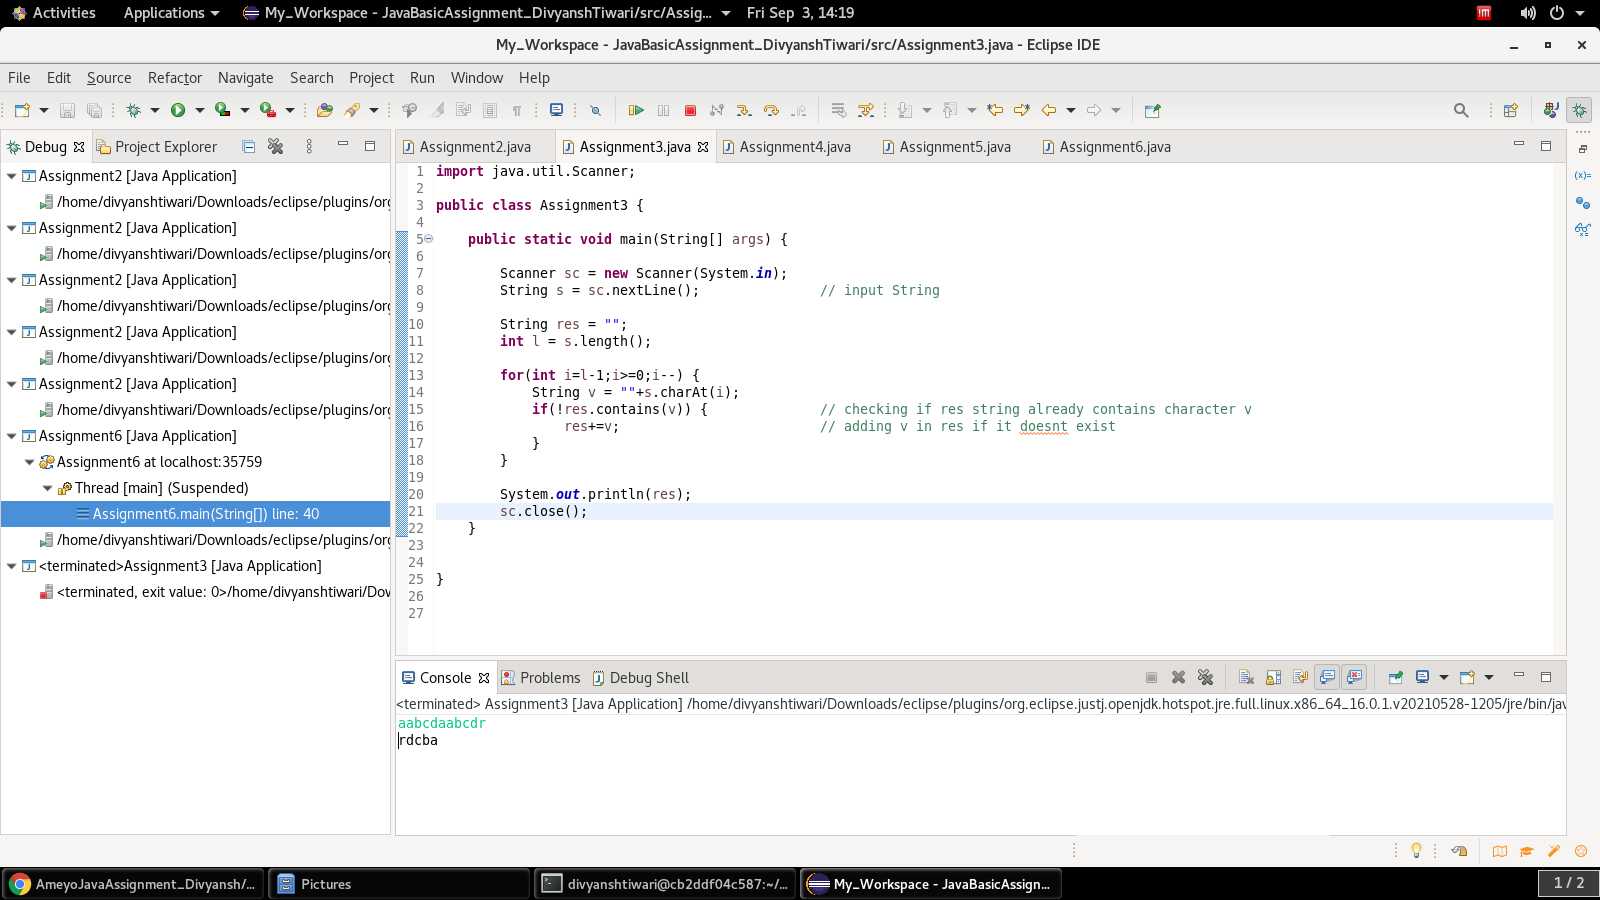 Activities Applications My_Workspace - JavaBasicAssignment_DivyanshTiwari/src/Assig... Fri Sep 3, 14:19
My_Workspace - JavaBasicAssignment_DivyanshTiwari/src/Assignment3.java - Eclipse IDE
File Edit Source Refactor Navigate Search Project Run Window Help
Debug Project Explorer
Assignment2 [Java Application]
/home/divyanshtiwari/Downloads/eclipse/plugins/org
Assignment2 [Java Application]
/home/divyanshtiwari/Downloads/eclipse/plugins/org
Assignment2 [Java Application]
/home/divyanshtiwari/Downloads/eclipse/plugins/org
Assignment2 [Java Application]
/home/divyanshtiwari/Downloads/eclipse/plugins/org
Assignment2 [Java Application]
/home/divyanshtiwari/Downloads/eclipse/plugins/org
Assignment6 [Java Application]
Assignment6 at localhost:35759
Thread [main] (Suspended)
Assignment6.main(String[]) line: 40
/home/divyanshtiwari/Downloads/eclipse/plugins/org
<terminated>Assignment3 [Java Application]
<terminated, exit value: 0>/home/divyanshtiwari/Dov
Assignment2.java Assignment3.java Assignment4.java Assignment5.java Assignment6.java
1 import java.util.Scanner;
2
3 public class Assignment3 {
4
5 public static void main(String[] args) {
6
7 Scanner sc = new Scanner(System.in);
8 String s = sc.nextLine(); // input String
9
10 String res = "";
11 int l = s.length();
12
13 for(int i=l-1;i>=0;i--) {
14 String v = ""+s.charAt(i);
15 if(!res.contains(v)) { // checking if res string already contains character v
16 res+=v; // adding v in res if it doesnt exist
17 }
18 }
19
20 System.out.println(res);
21 sc.close();
22 }
23
24
25 }
26
27
Console Problems Debug Shell
<terminated> Assignment3 [Java Application] /home/divyanshtiwari/Downloads/eclipse/plugins/org.eclipse.justj.openjdk.hotspot.jre.full.linux.x86_64_16.0.1.v20210528-1205/jre/bin/jav
aabcdaabcdr
rdcba
AmeyoJavaAssignment_Divyansh/... Pictures divyanshtiwari@cb2ddf04c587:~/... My_Workspace - JavaBasicAssign... 1 / 2